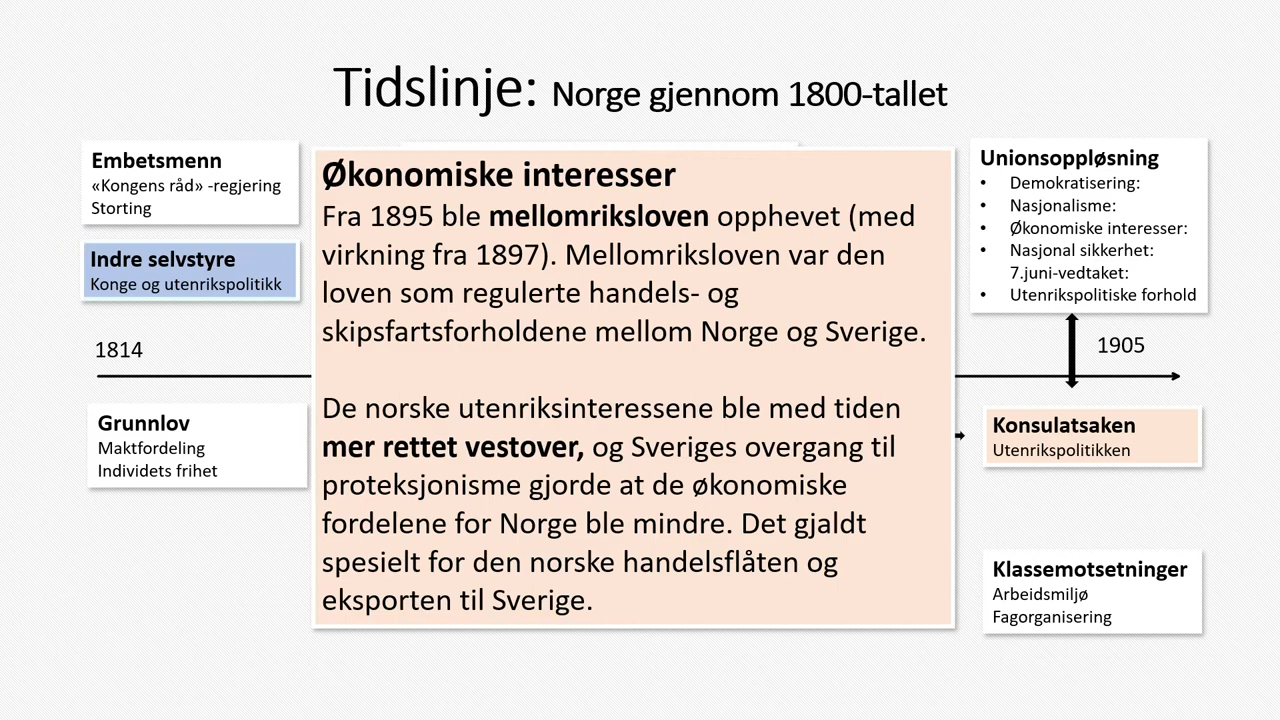 Tidslinje: Norge gjennom 1800-tallet
Embetsmenn
«Kongens råd» -regjering
Storting
Indre selvstyre
Konge og utenrikspolitikk
1814
Grunnlov
Maktfordeling
Individets frihet
Økonomiske interesser
Fra 1895 ble mellomriksloven opphevet (med
virkning fra 1897). Mellomriksloven var den
loven som regulerte handels- og
skipsfartsforholdene mellom Norge og Sverige.
De norske utenriksinteressene ble med tiden
mer rettet vestover, og Sveriges overgang til
proteksjonisme gjorde at de økonomiske
fordelene for Norge ble mindre. Det gjaldt
spesielt for den norske handelsflåten og
eksporten til Sverige.
Unionsoppløsning
• Demokratisering:
• Nasjonalisme:
• Økonomiske interesser:
• Nasjonal sikkerhet:
7.juni-vedtaket:
• Utenrikspolitiske forhold
1905
Konsulatsaken
Utenrikspolitikken
Klassemotsetninger
Arbeidsmiljø
Fagorganisering